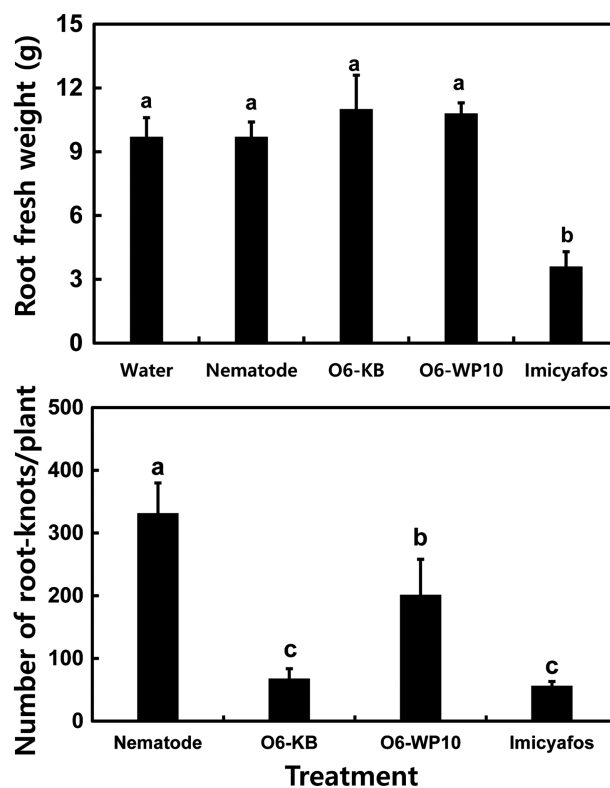 Root fresh weight (g)
15
12
9
6
3
0
a
a
a
a
b
Water Nematode O6-KB O6-WP10 Imicyafos
Number of root-knots/plant
500
400
300
200
100
0
a
c
b
c
Nematode O6-KB O6-WP10 Imicyafos
Treatment